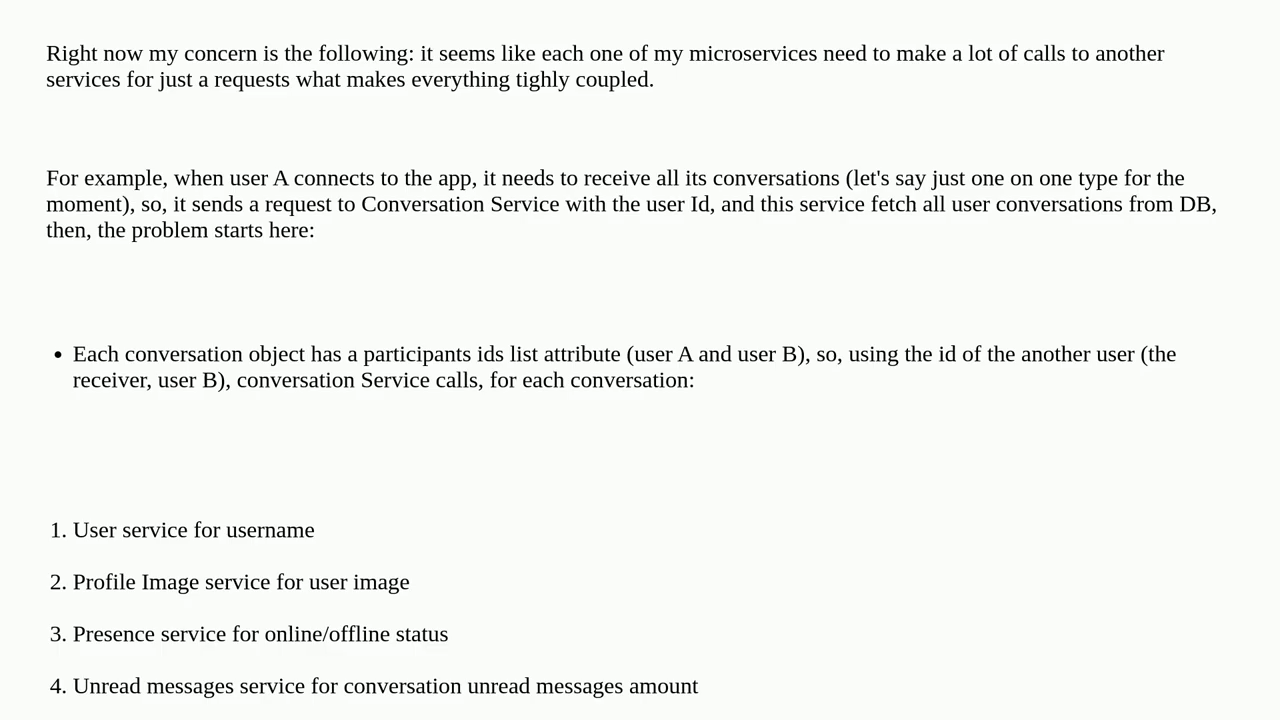 Right now my concern is the following: it seems like each one of my microservices need to make a lot of calls to another
services for just a requests what makes everything tighly coupled.
For example, when user A connects to the app, it needs to receive all its conversations (let's say just one on one type for the
moment), so, it sends a request to Conversation Service with the user Id, and this service fetch all user conversations from DB,
then, the problem starts here:
• Each conversation object has a participants ids list attribute (user A and user B), so, using the id of the another user (the
receiver, user B), conversation Service calls, for each conversation:
1. User service for username
2. Profile Image service for user image
3. Presence service for online/offline status
4. Unread messages service for conversation unread messages amount